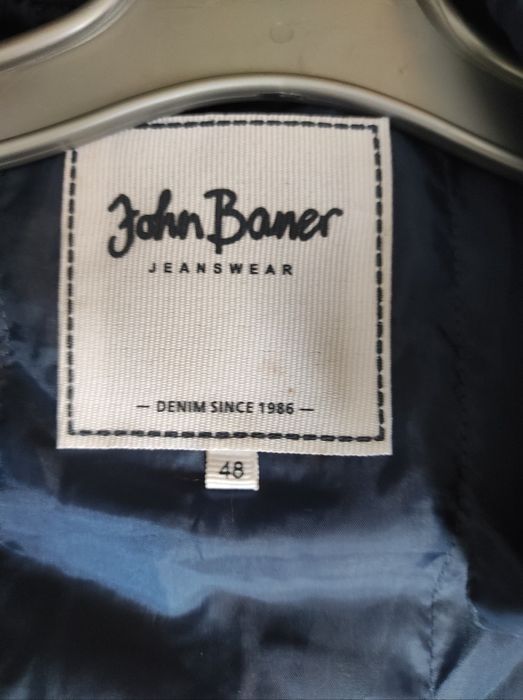 John Baner
JEANSWEAR
— DENIM SINCE 1986 —
48